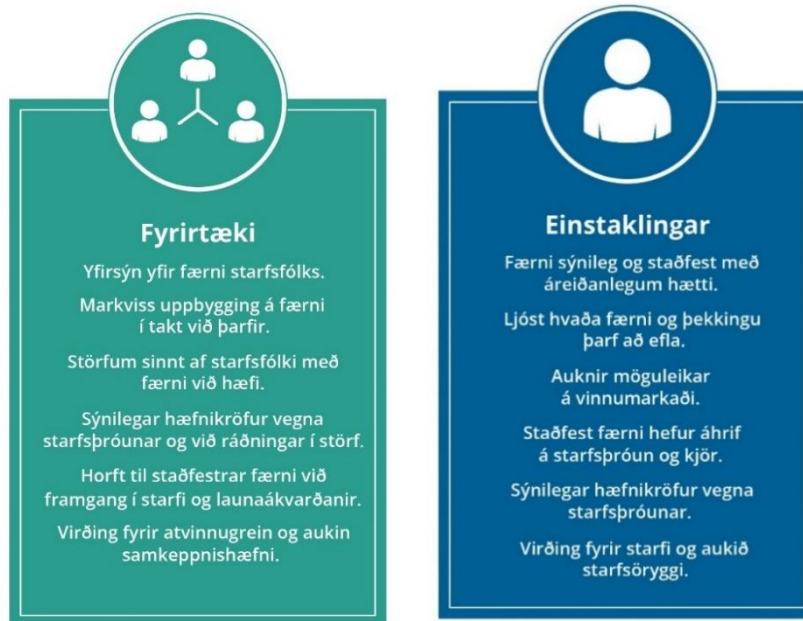 Fyrirtæki
Yfirsýn yfir færni starfsfólks.
Markviss uppbygging á færni
í takt við þarfir.
Störfum sinnt af starfsfólki með
færni við hæfi.
Sýnilegar hæfnikröfur vegna
starfsþróunar og við ráðningar í störf.
Horft til staðfestrar færni við
framgang í starfi og launaákvarðanir.
Virðing fyrir atvinnugrein og aukin
samkeppnishæfni.
Einstaklingar
Færni sýnileg og staðfest með
áreiðanlegum hætti.
Ljóst hvaða færni og þekkingu
þarf að efla.
Auknir möguleikar
á vinnumarkaði.
Staðfest færni hefur áhrif
á starfsþróun og kjör.
Sýnilegar hæfnikröfur vegna
starfsþróunar.
Virðing fyrir starfi og aukið
starfsöryggi.